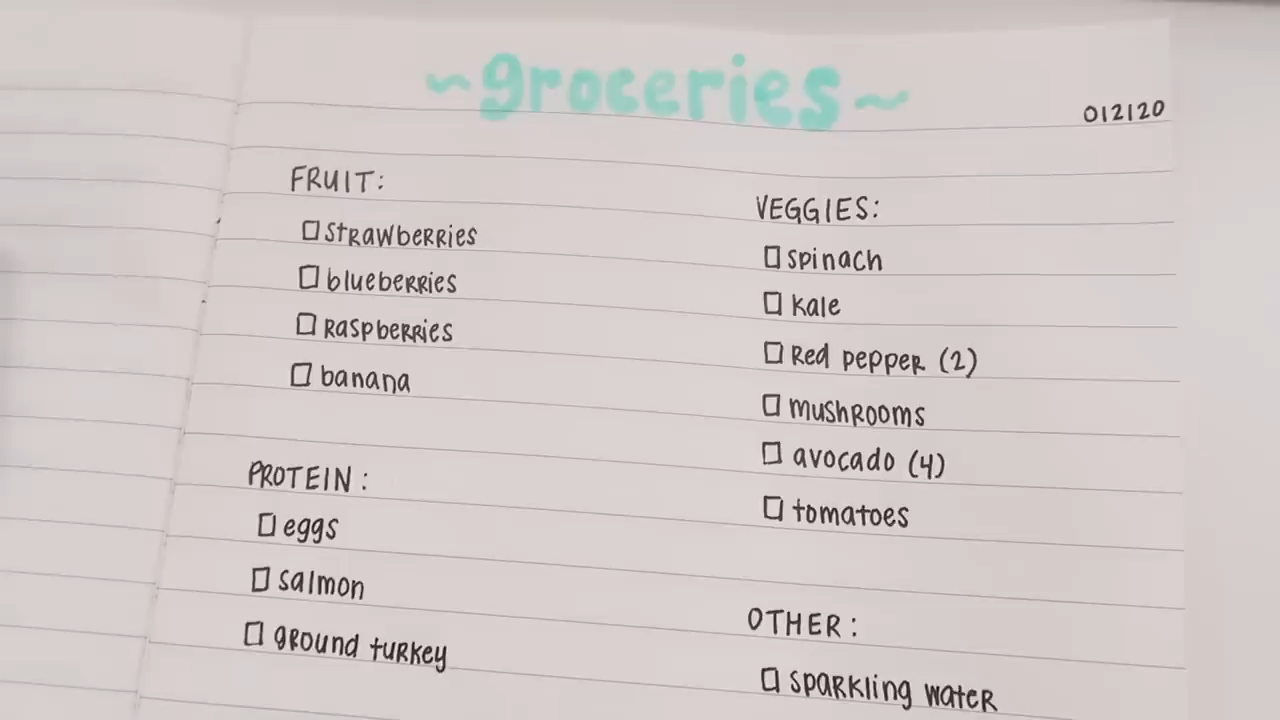 ~groceries~
012120
FRUIT:
strawberries
blueberries
raspberries
banana
PROTEIN:
eggs
salmon
ground turkey
VEGGIES:
spinach
kale
red pepper (2)
mushrooms
avocado (4)
tomatoes
OTHER:
sparkling water